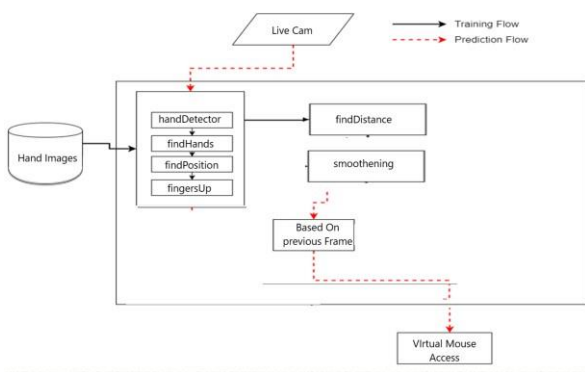 Live Cam
Training Flow
Prediction Flow
Hand Images
handDetector
findHands
findPosition
fingersUp
findDistance
smoothening
Based On
previous Frame
VIrtual Mouse
Access